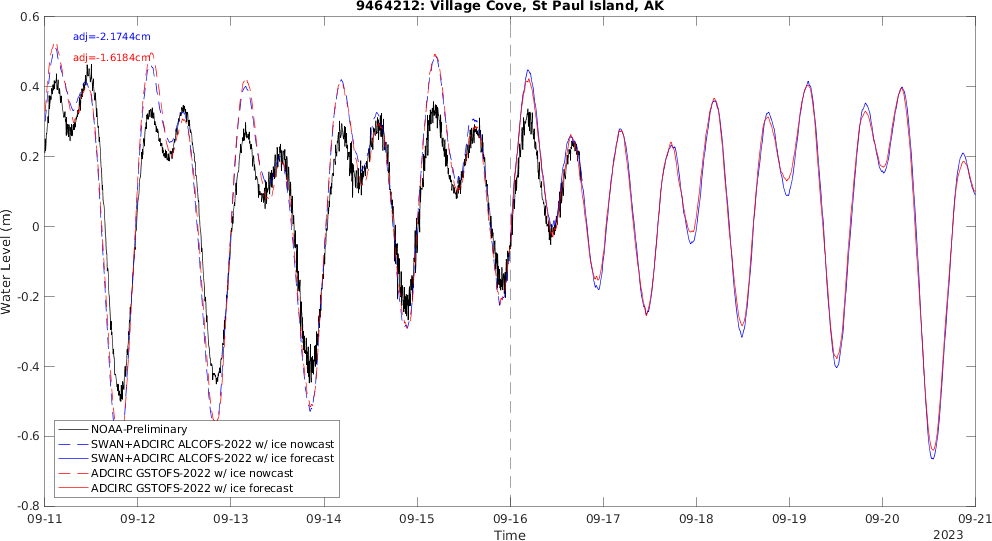 9464212: Village Cove, St Paul Island, AK
adj=-2.1744cm
adj=-1.6184cm
Water Level (m)
0.6
0.4
0.2
0
-0.2
-0.4
-0.6
-0.8
NOAA-Preliminary
SWAN+ADCIRC ALCOFS-2022 w/ ice nowcast
SWAN+ADCIRC ALCOFS-2022 w/ ice forecast
ADCIRC GSTOFS-2022 w/ ice nowcast
ADCIRC GSTOFS-2022 w/ ice forecast
09-11 09-12 09-13 09-14 09-15 09-16 09-17 09-18 09-19 09-20 09-21
Time
2023